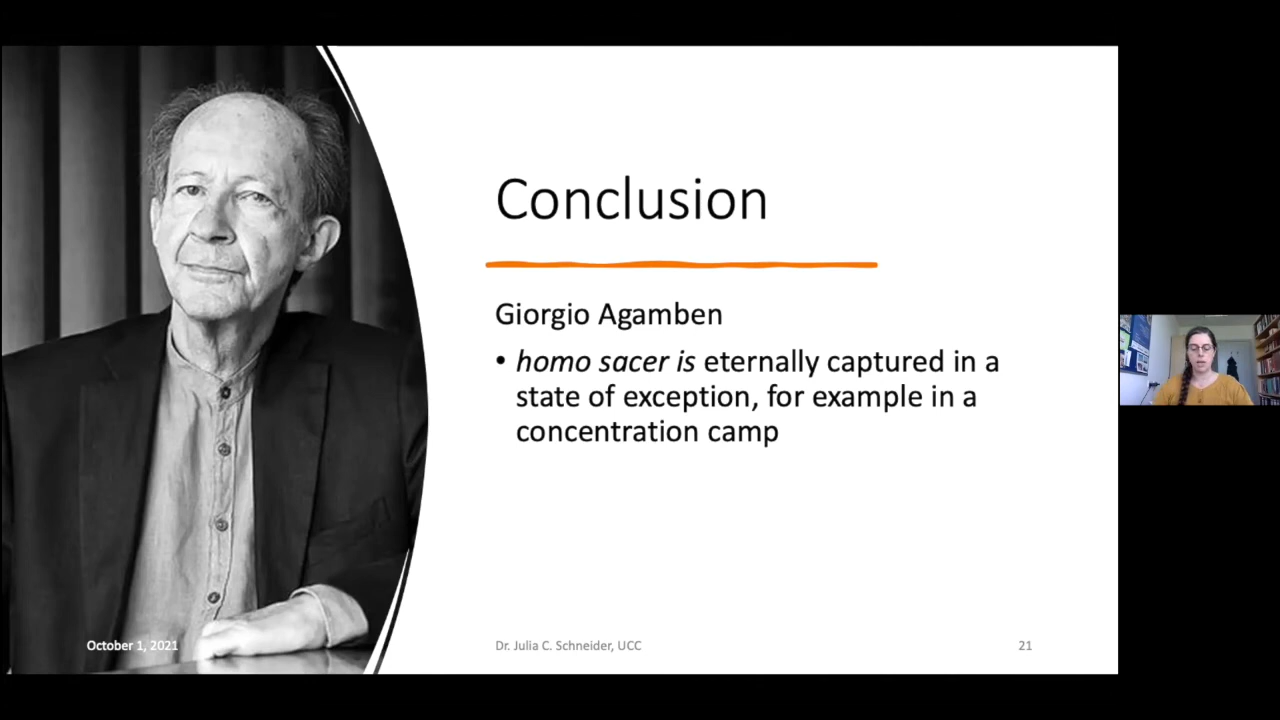 Conclusion
Giorgio Agamben
• homo sacer is eternally captured in a
state of exception, for example in a
concentration camp
October 1, 2021
Dr. Julia C. Schneider, UCC
21